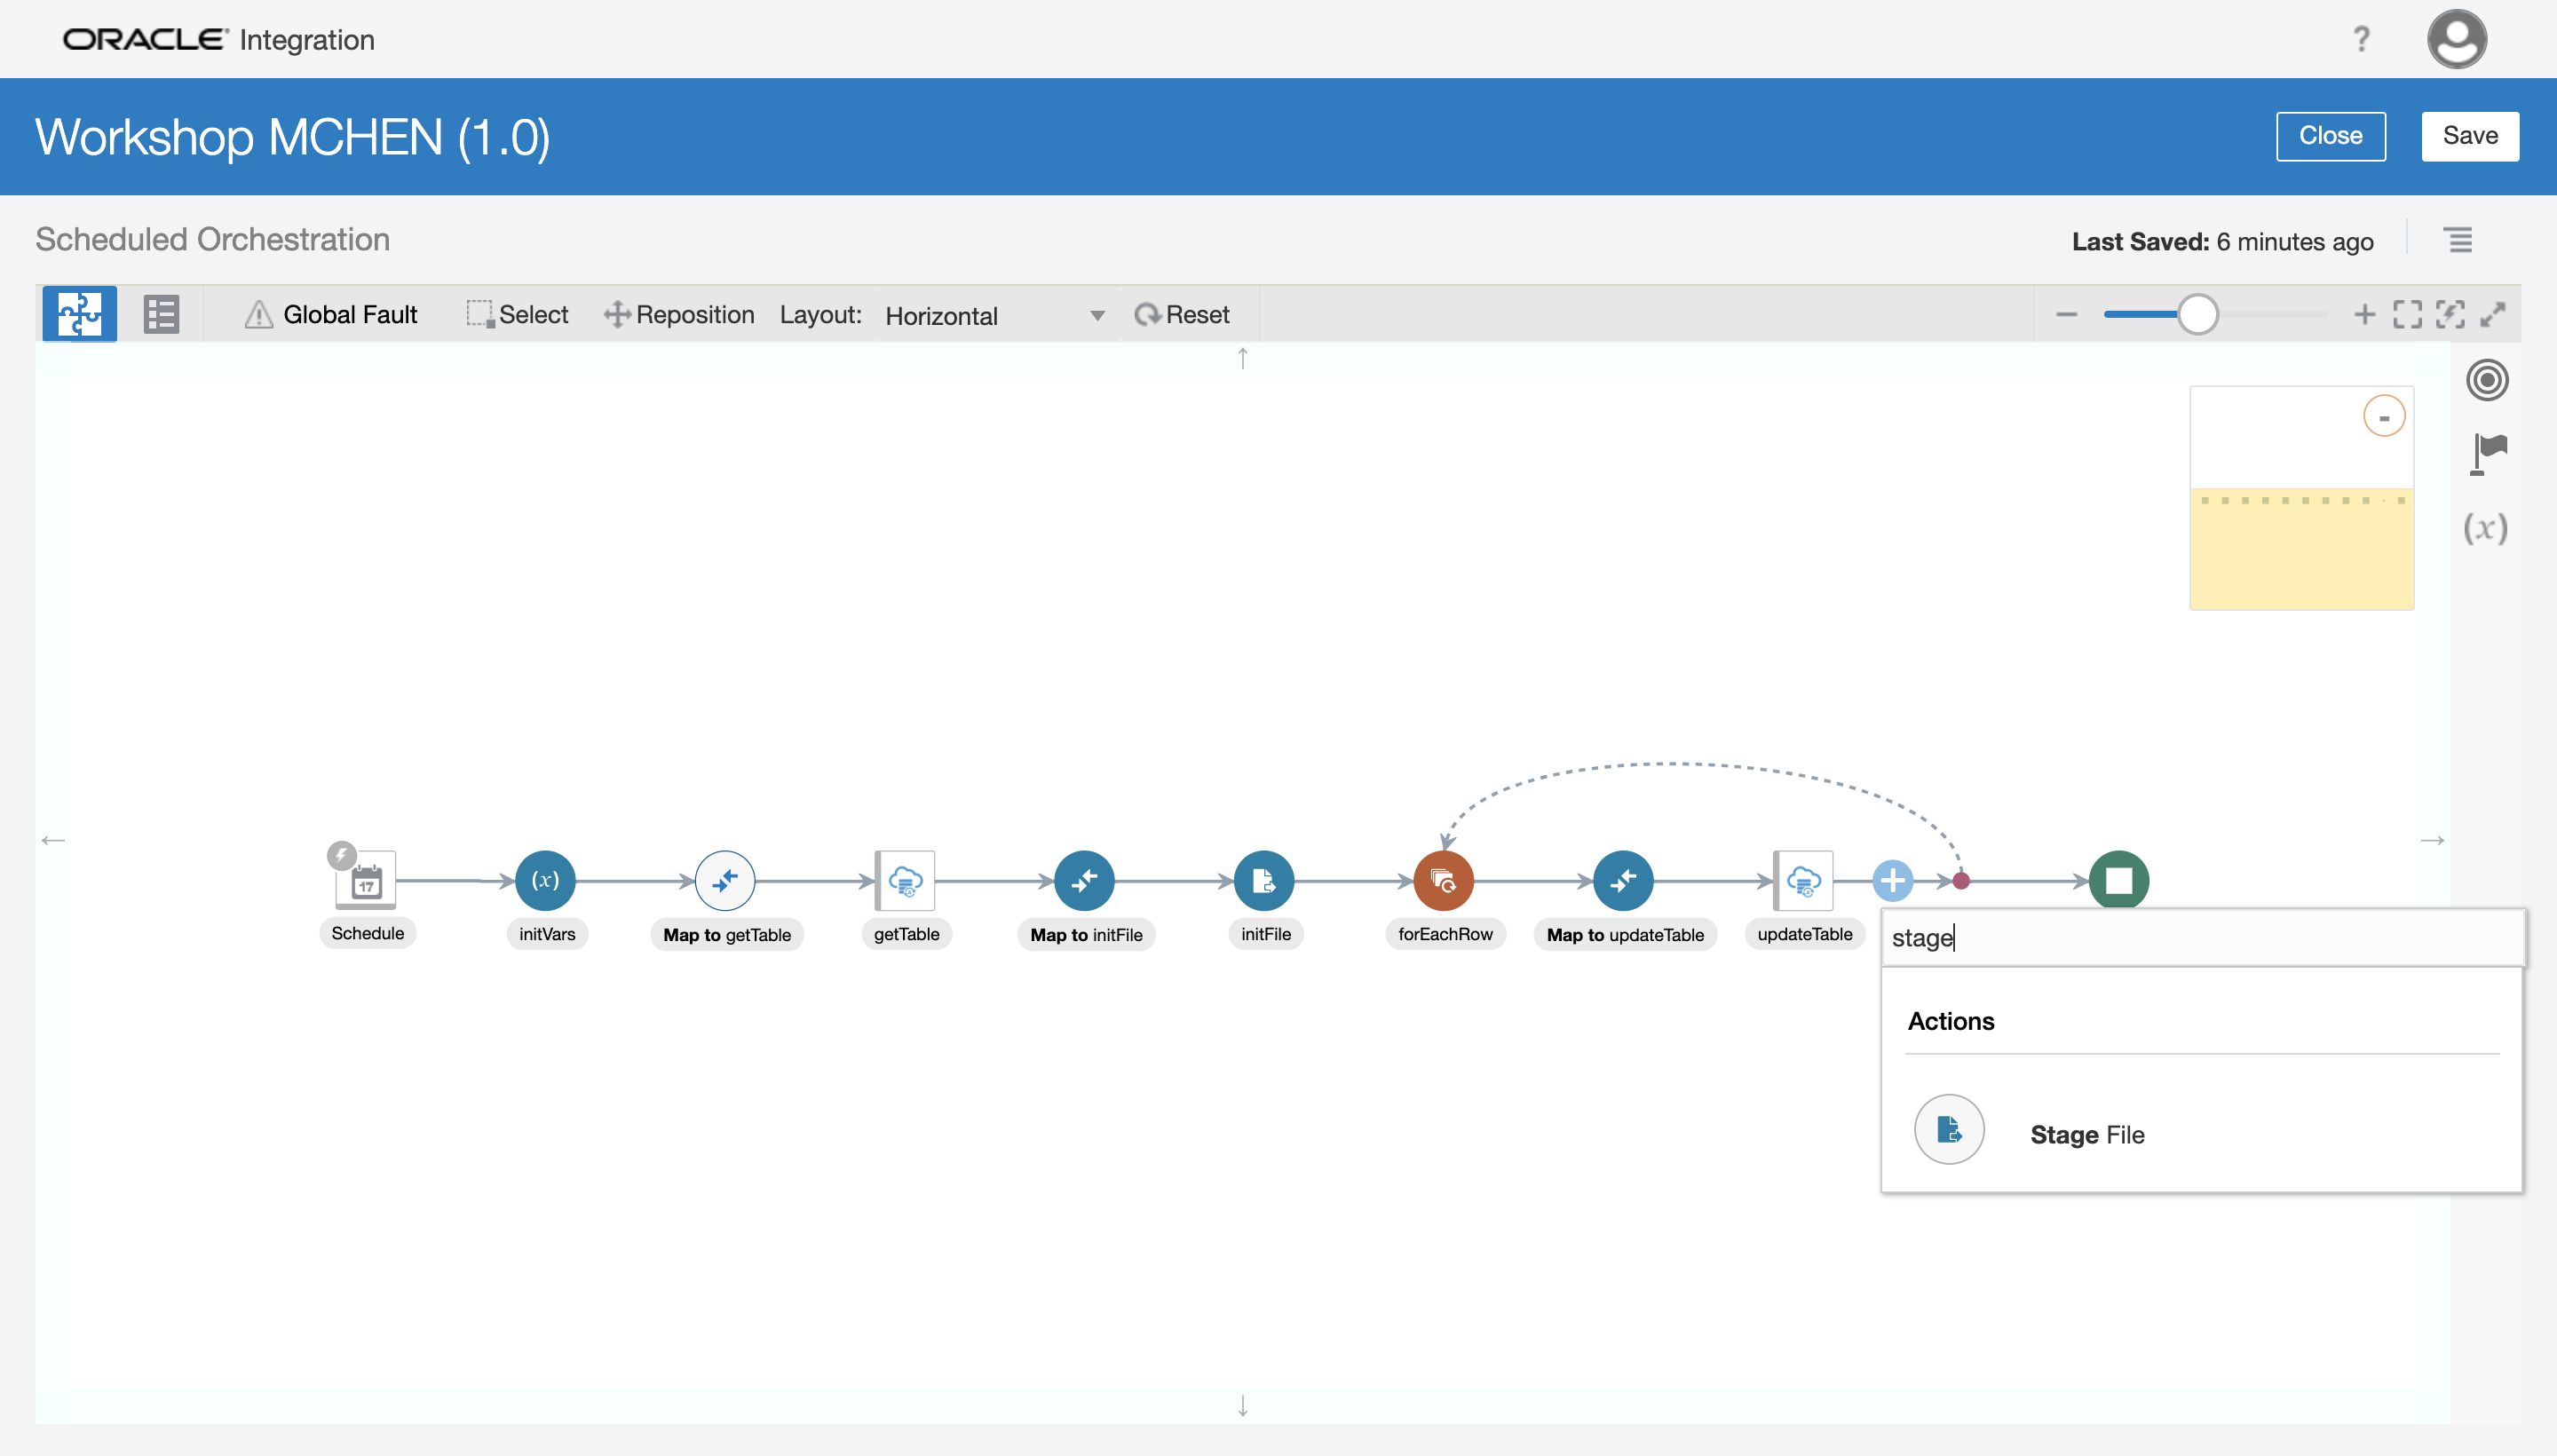 ORACLE Integration
?
Workshop MCHEN (1.0)
Close
Save
Scheduled Orchestration
Last Saved: 6 minutes ago
Global Fault
Select
Reposition
Layout:
Horizontal
Reset
(x)
17
(x)
Schedule
initVars
Map to getTable
getTable
Map to initFile
initFile
forEachRow
Map to updateTable
updateTable
stage
Actions
Stage File